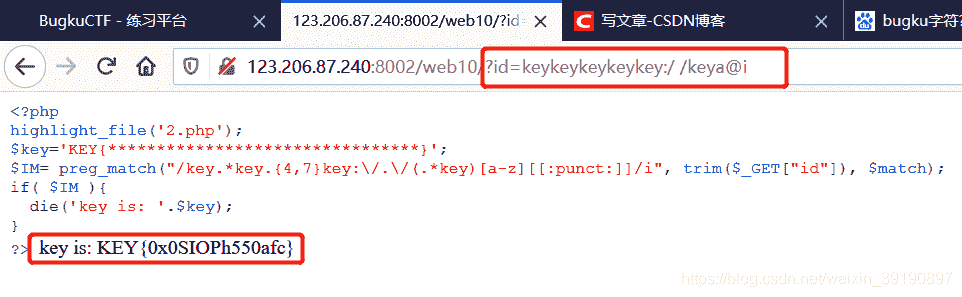 BugkuCTF - 练习平台
123.206.87.240:8002/web10/?id=
写文章-CSDN博客
bugku字符?
123.206.87.240:8002/web10/?id=keykeykeykeykey:/ /keya@i
<?php
highlight_file('2.php');
$key='KEY{********************************}';
$IM= preg_match("/key.*key.{4,7}key:\/.\/(.*key)[a-z][[:punct:]]/i", trim($_GET["id"]), $match);
if( $IM ){
  die('key is: '.$key);
}
?> key is: KEY{0x0SIOPh550afc}
https://blog.csdn.net/weixin_39190897